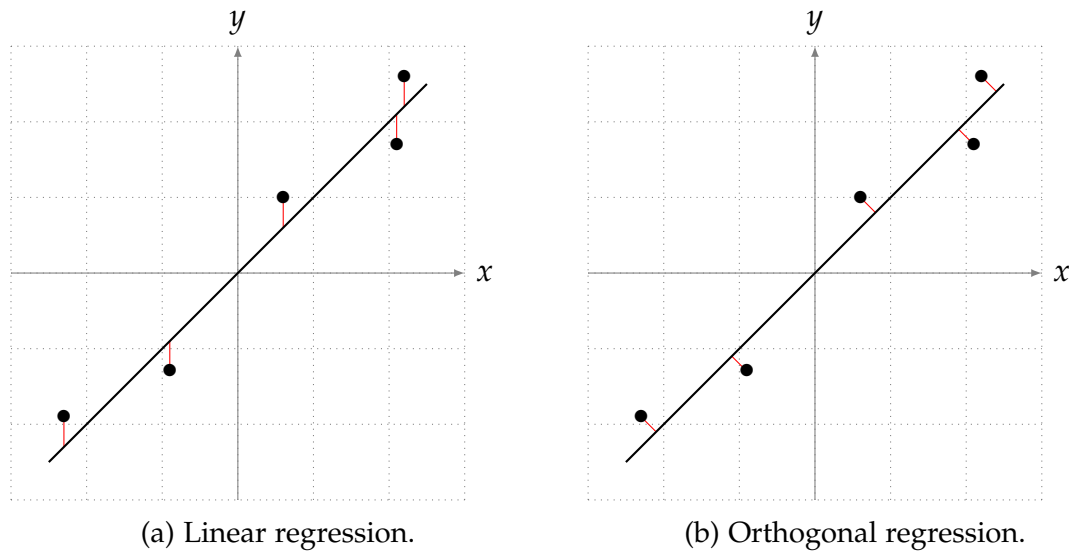 y
x
(a) Linear regression.
y
x
(b) Orthogonal regression.